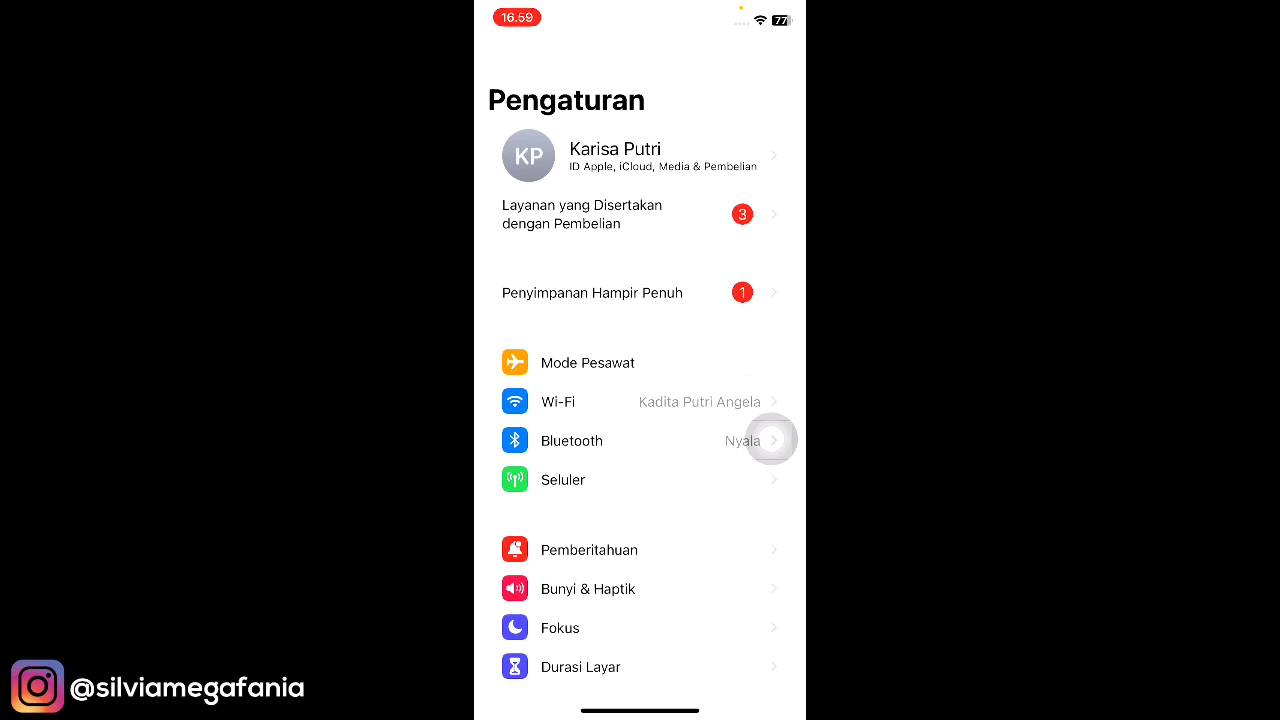 16.59
77
Pengaturan
KP
Karisa Putri
ID Apple, iCloud, Media & Pembelian
Layanan yang Disertakan
dengan Pembelian
3
Penyimpanan Hampir Penuh
1
Mode Pesawat
Wi-Fi Kadita Putri Angela
Bluetooth Nyala
Seluler
Pemberitahuan
Bunyi & Haptik
Fokus
Durasi Layar
@silviamegafania